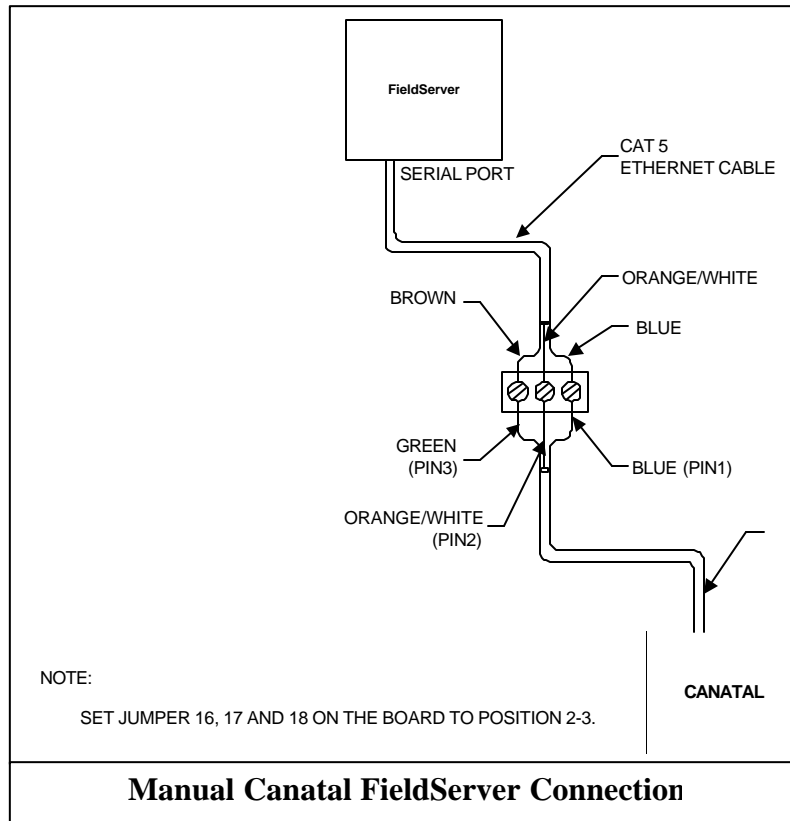 FieldServer
SERIAL PORT
CAT 5
ETHERNET CABLE
ORANGE/WHITE
BROWN
BLUE
GREEN
(PIN3)
BLUE (PIN1)
ORANGE/WHITE
(PIN2)
NOTE:
SET JUMPER 16, 17 AND 18 ON THE BOARD TO POSITION 2-3.
CANATAL
Manual Canatal FieldServer Connection